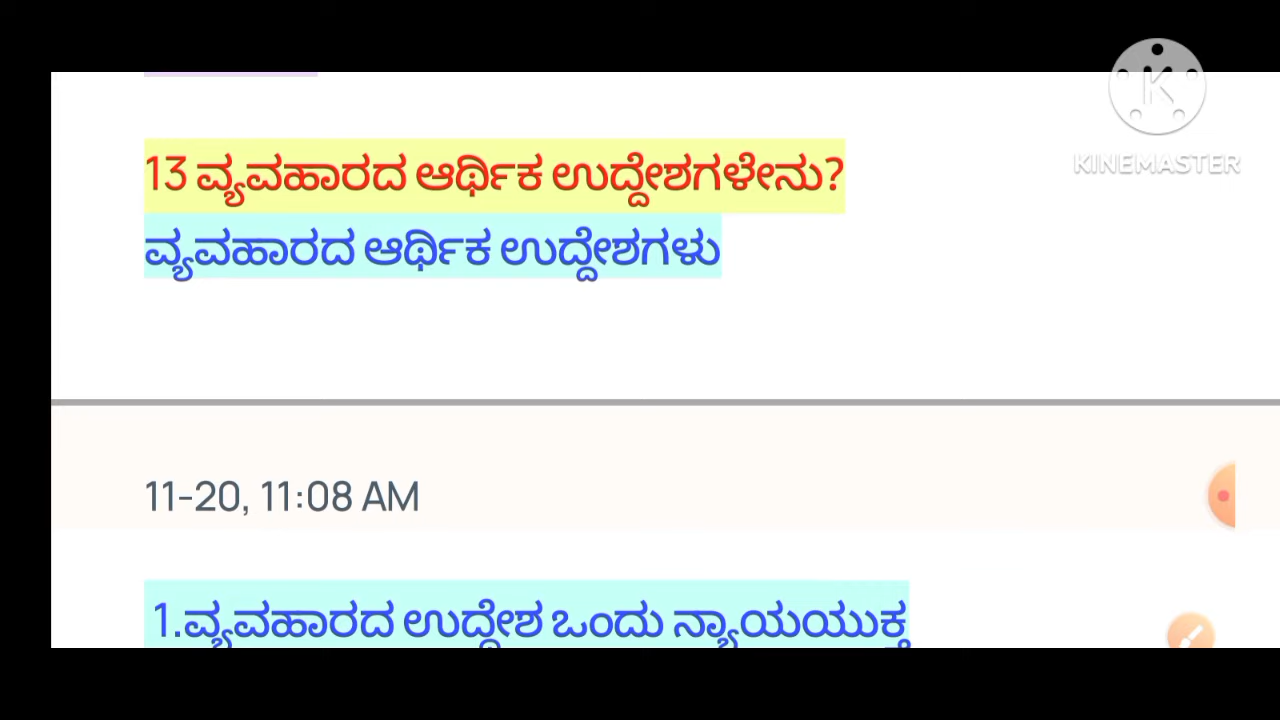 K
KINEMASTER
13 ವ್ಯವಹಾರದ ಆರ್ಥಿಕ ಉದ್ದೇಶಗಳೇನು?
ವ್ಯವಹಾರದ ಆರ್ಥಿಕ ಉದ್ದೇಶಗಳು
11-20, 11:08 AM
1.ವ್ಯವಹಾರದ ಉದ್ದೇಶ ಒಂದು ನ್ಯಾಯಯುಕ್ತ